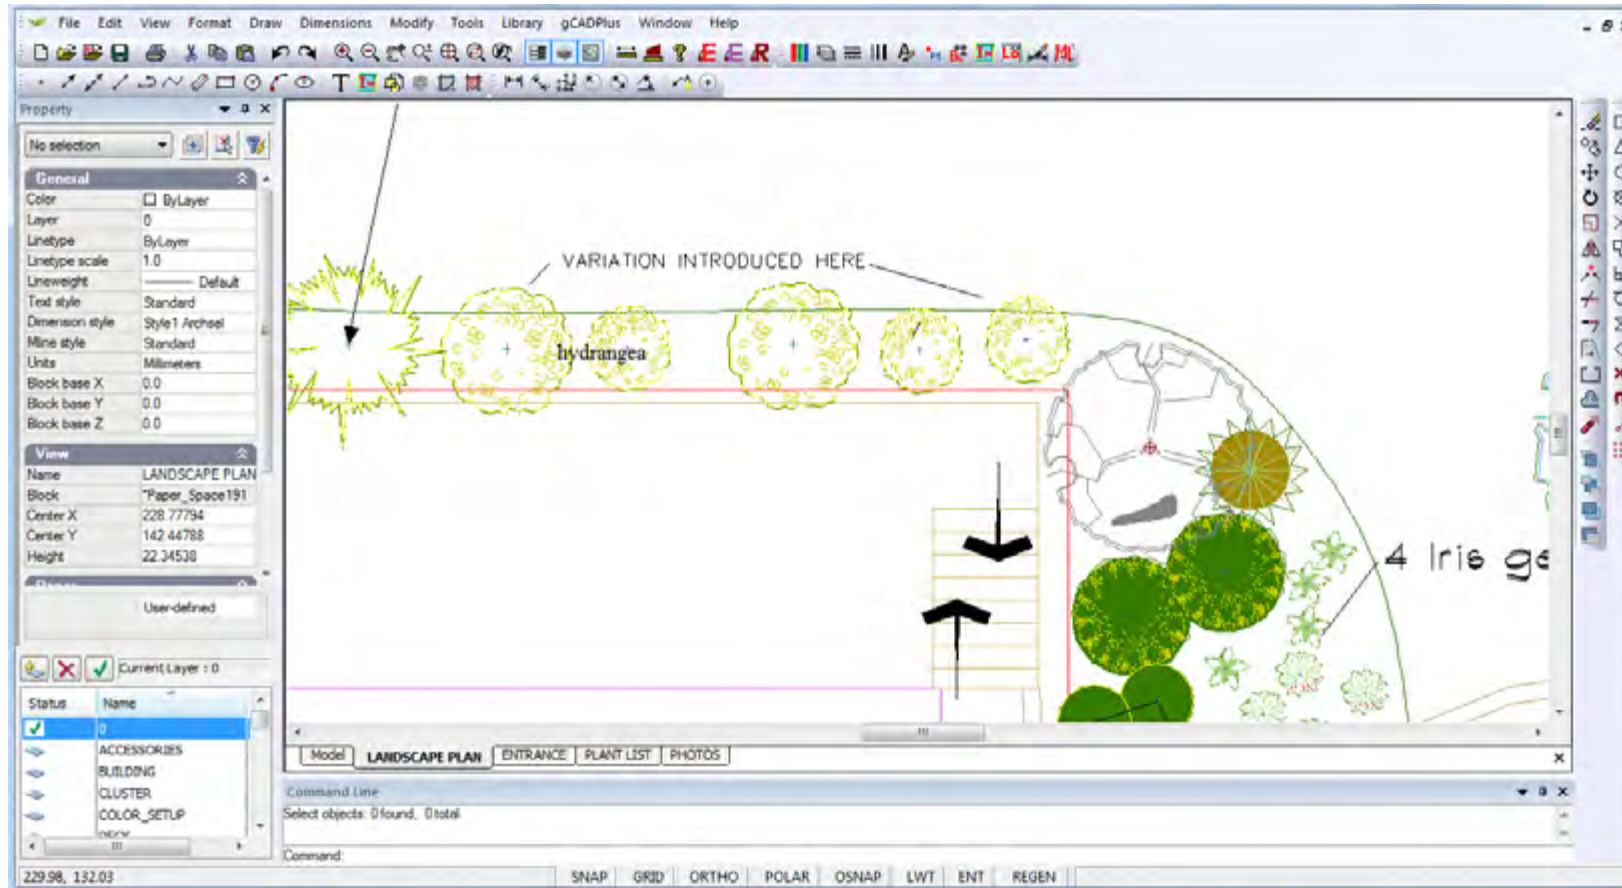 File Edit View Format Draw Dimensions Modify Tools Library gCADPlus Window Help
Property
No selection
General
Color ByLayer
Layer 0
Linetype ByLayer
Linetype scale 1.0
Lineweight Default
Text style Standard
Dimension style Style1 Archsel
Mline style Standard
Units Millimeters
Block base X 0.0
Block base Y 0.0
Block base Z 0.0
View
Name LANDSCAPE PLAN
Block *Paper_Space191
Center X 228.77794
Center Y 142.44788
Height 22.34538
User-defined
Current Layer : 0
Status Name
0
ACCESSORIES
BUILDING
CLUSTER
COLOR_SETUP
VARIATION INTRODUCED HERE
hydrangea
4 Iris ge
Model LANDSCAPE PLAN ENTRANCE PLANT LIST PHOTOS
Command Line
Select objects: 0 found, 0 total
Command:
229.98, 132.03 SNAP GRID ORTHO POLAR OSNAP LWT ENT REGEN